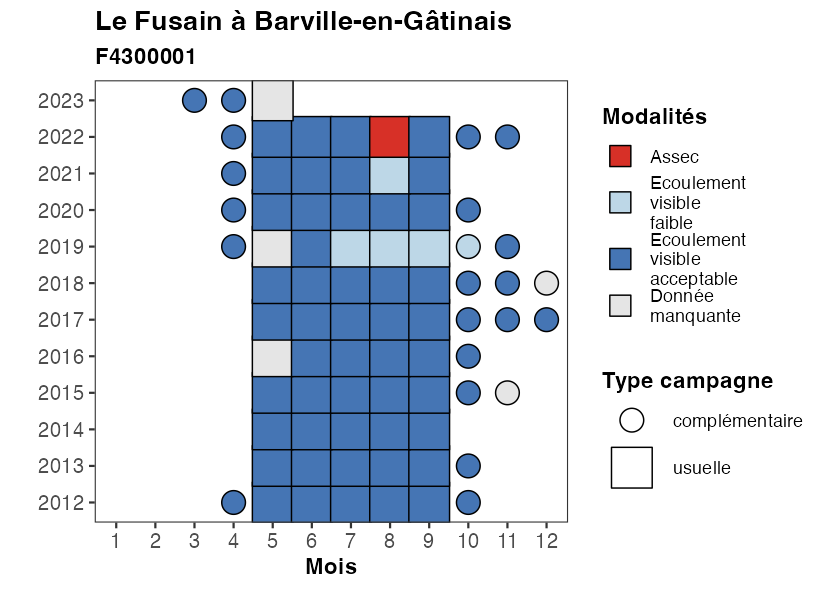 Le Fusain à Barville-en-Gâtinais
F4300001
2023
2022
2021
2020
2019
2018
2017
2016
2015
2014
2013
2012
1 2 3 4 5 6 7 8 9 10 11 12
Mois
Modalités
Assec
Ecoulement
visible
faible
Ecoulement
visible
acceptable
Donnée
manquante
Type campagne
complémentaire
usuelle